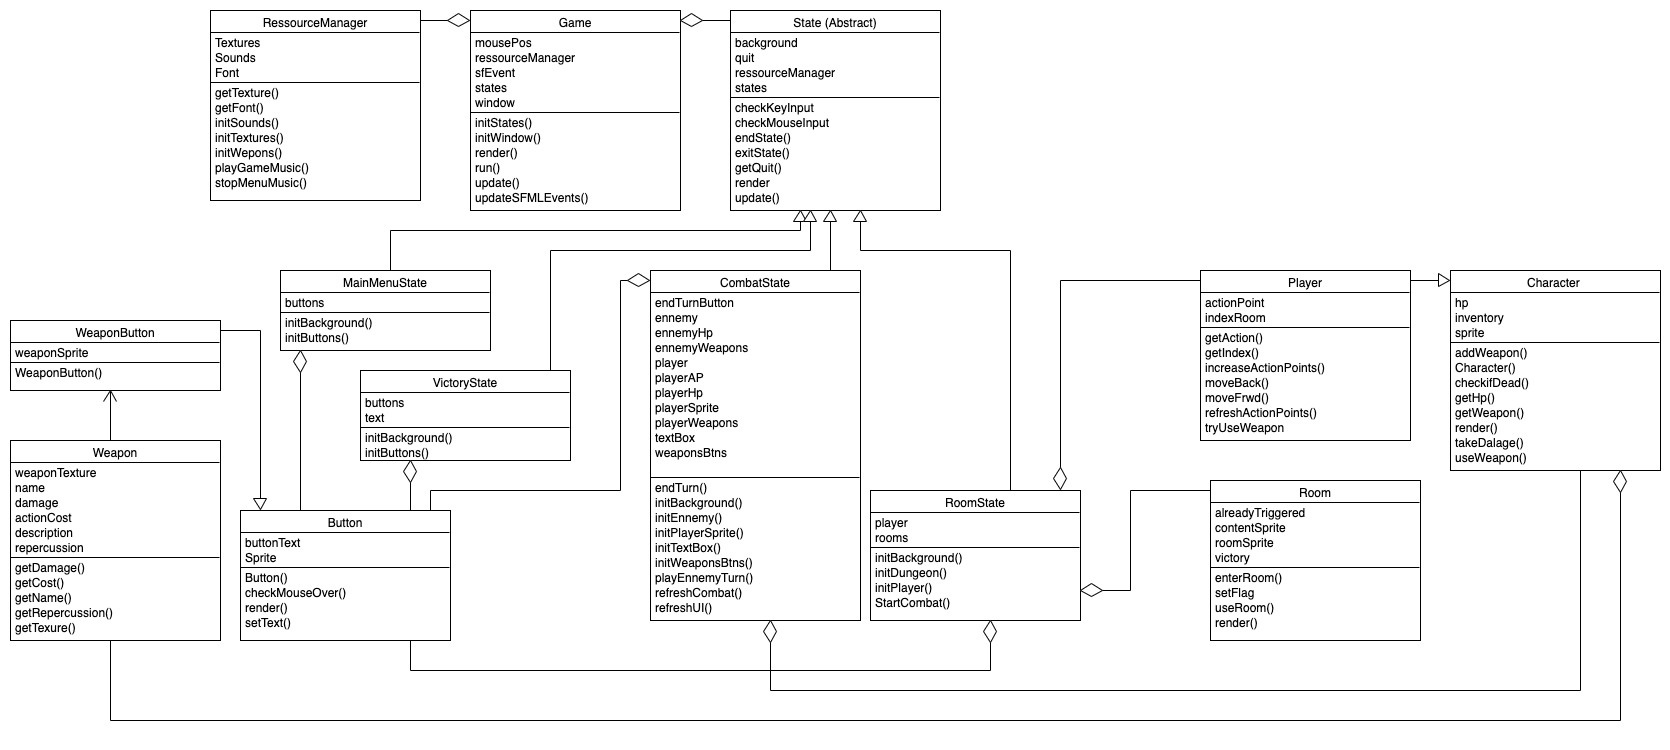 RessourceManager
Textures
Sounds
Font
getTexture()
getFont()
initSounds()
initTextures()
initWepons()
playGameMusic()
stopMenuMusic()
Game
mousePos
ressourceManager
sfEvent
states
window
initStates()
initWindow()
render()
run()
update()
updateSFMLEvents()
State (Abstract)
background
quit
ressourceManager
states
checkKeyInput
checkMouseInput
endState()
exitState()
getQuit()
render
update()
MainMenuState
buttons
initBackground()
initButtons()
WeaponButton
weaponSprite
WeaponButton()
VictoryState
buttons
text
initBackground()
initButtons()
CombatState
endTurnButton
ennemy
ennemyHp
ennemyWeapons
player
playerAP
playerHp
playerSprite
playerWeapons
textBox
weaponsBtns
endTurn()
initBackground()
initEnnemy()
initPlayerSprite()
initTextBox()
initWeaponsBtns()
playEnnemyTurn()
refreshCombat()
refreshUI()
Player
actionPoint
indexRoom
getAction()
getIndex()
increaseActionPoints()
moveBack()
moveFrwd()
refreshActionPoints()
tryUseWeapon
Character
hp
inventory
sprite
addWeapon()
Character()
checkifDead()
getHp()
getWeapon()
render()
takeDalage()
useWeapon()
Weapon
weaponTexture
name
damage
actionCost
description
repercussion
getDamage()
getCost()
getName()
getRepercussion()
getTexure()
Button
buttonText
Sprite
Button()
checkMouseOver()
render()
setText()
RoomState
player
rooms
initBackground()
initDungeon()
initPlayer()
StartCombat()
Room
alreadyTriggered
contentSprite
roomSprite
victory
enterRoom()
setFlag
useRoom()
render()